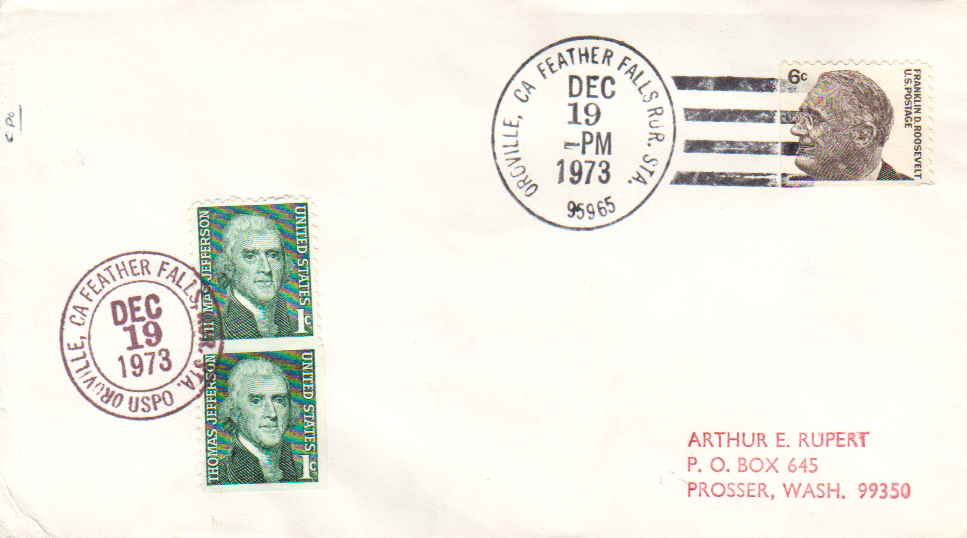 OROVILLE, CA FEATHER FALLS RUR. STA.
DEC
19
PM
1973
95965
6c
FRANKLIN D. ROOSEVELT
U.S. POSTAGE
THOMAS JEFFERSON
UNITED STATES
1c
THOMAS JEFFERSON
UNITED STATES
1c
OROVILLE, CA FEATHER FALLS, RUR. STA.
DEC
19
1973
USPO
ARTHUR E. RUPERT
P. O. BOX 645
PROSSER, WASH. 99350